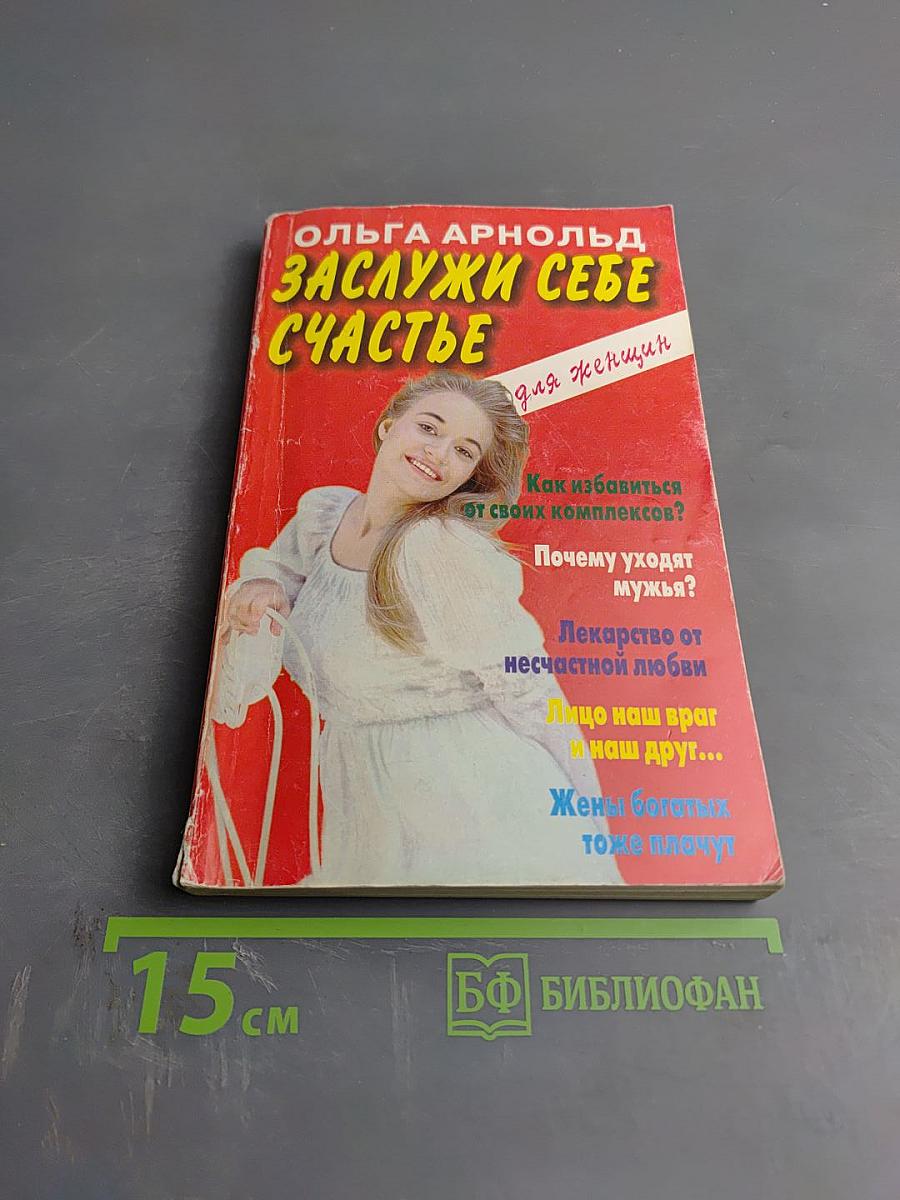 ОЛЬГА АРНОЛЬД
ЗАСЛУЖИ СЕБЕ
СЧАСТЬЕ
для женщин
Как избавиться
от своих комплексов?
Почему уходят
мужья?
Лекарство от
несчастной любви
Лицо наш враг
и наш друг...
Жены богатых
тоже плачут
15 см
БФ БИБЛИОФАН